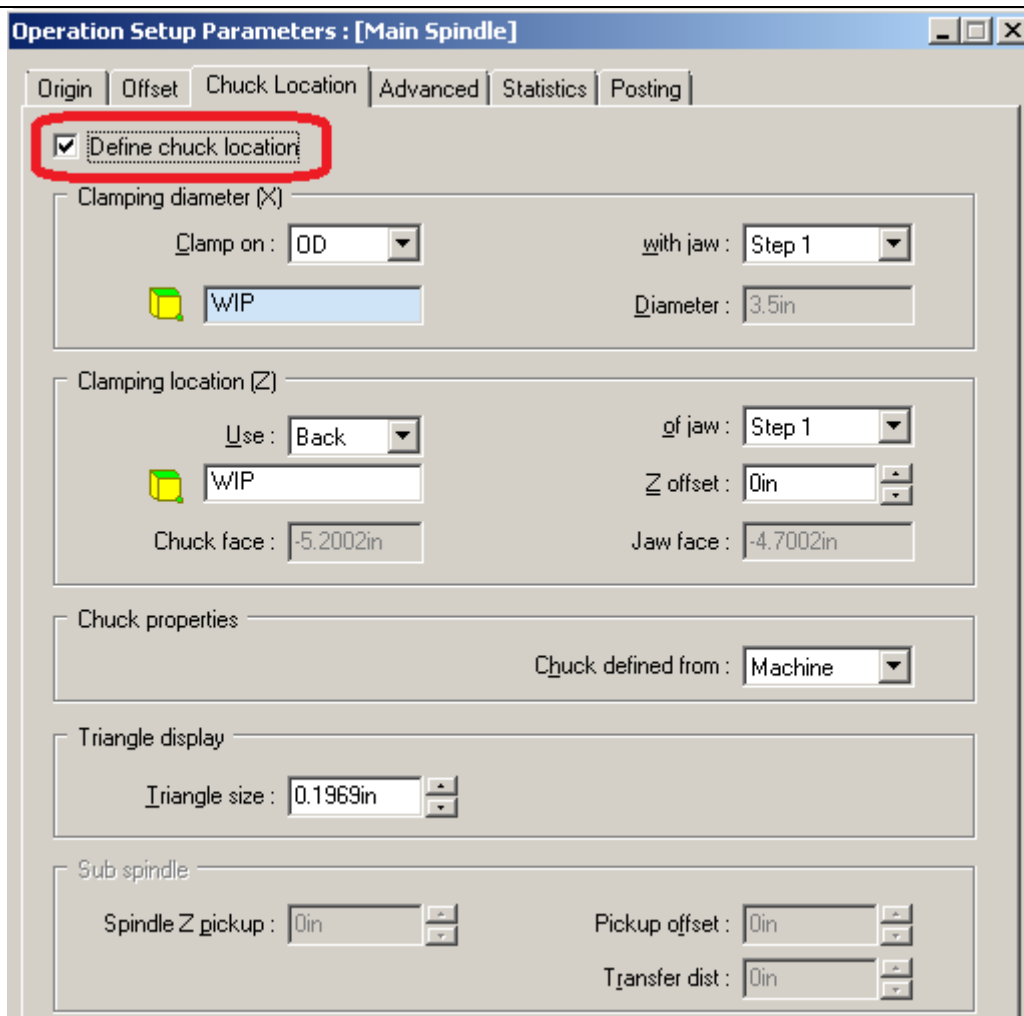 Operation Setup Parameters : [Main Spindle]
Origin Offset Chuck Location Advanced Statistics Posting
Define chuck location
Clamping diameter (X)
Clamp on : OD with jaw : Step 1
WIP Diameter : 3.5in
Clamping location (Z)
Use : Back of jaw : Step 1
WIP Z offset : 0in
Chuck face : -5.2002in Jaw face : -4.7002in
Chuck properties
Chuck defined from : Machine
Triangle display
Triangle size : 0.1969in
Sub spindle
Spindle Z pickup : 0in Pickup offset : 0in
Transfer dist : 0in